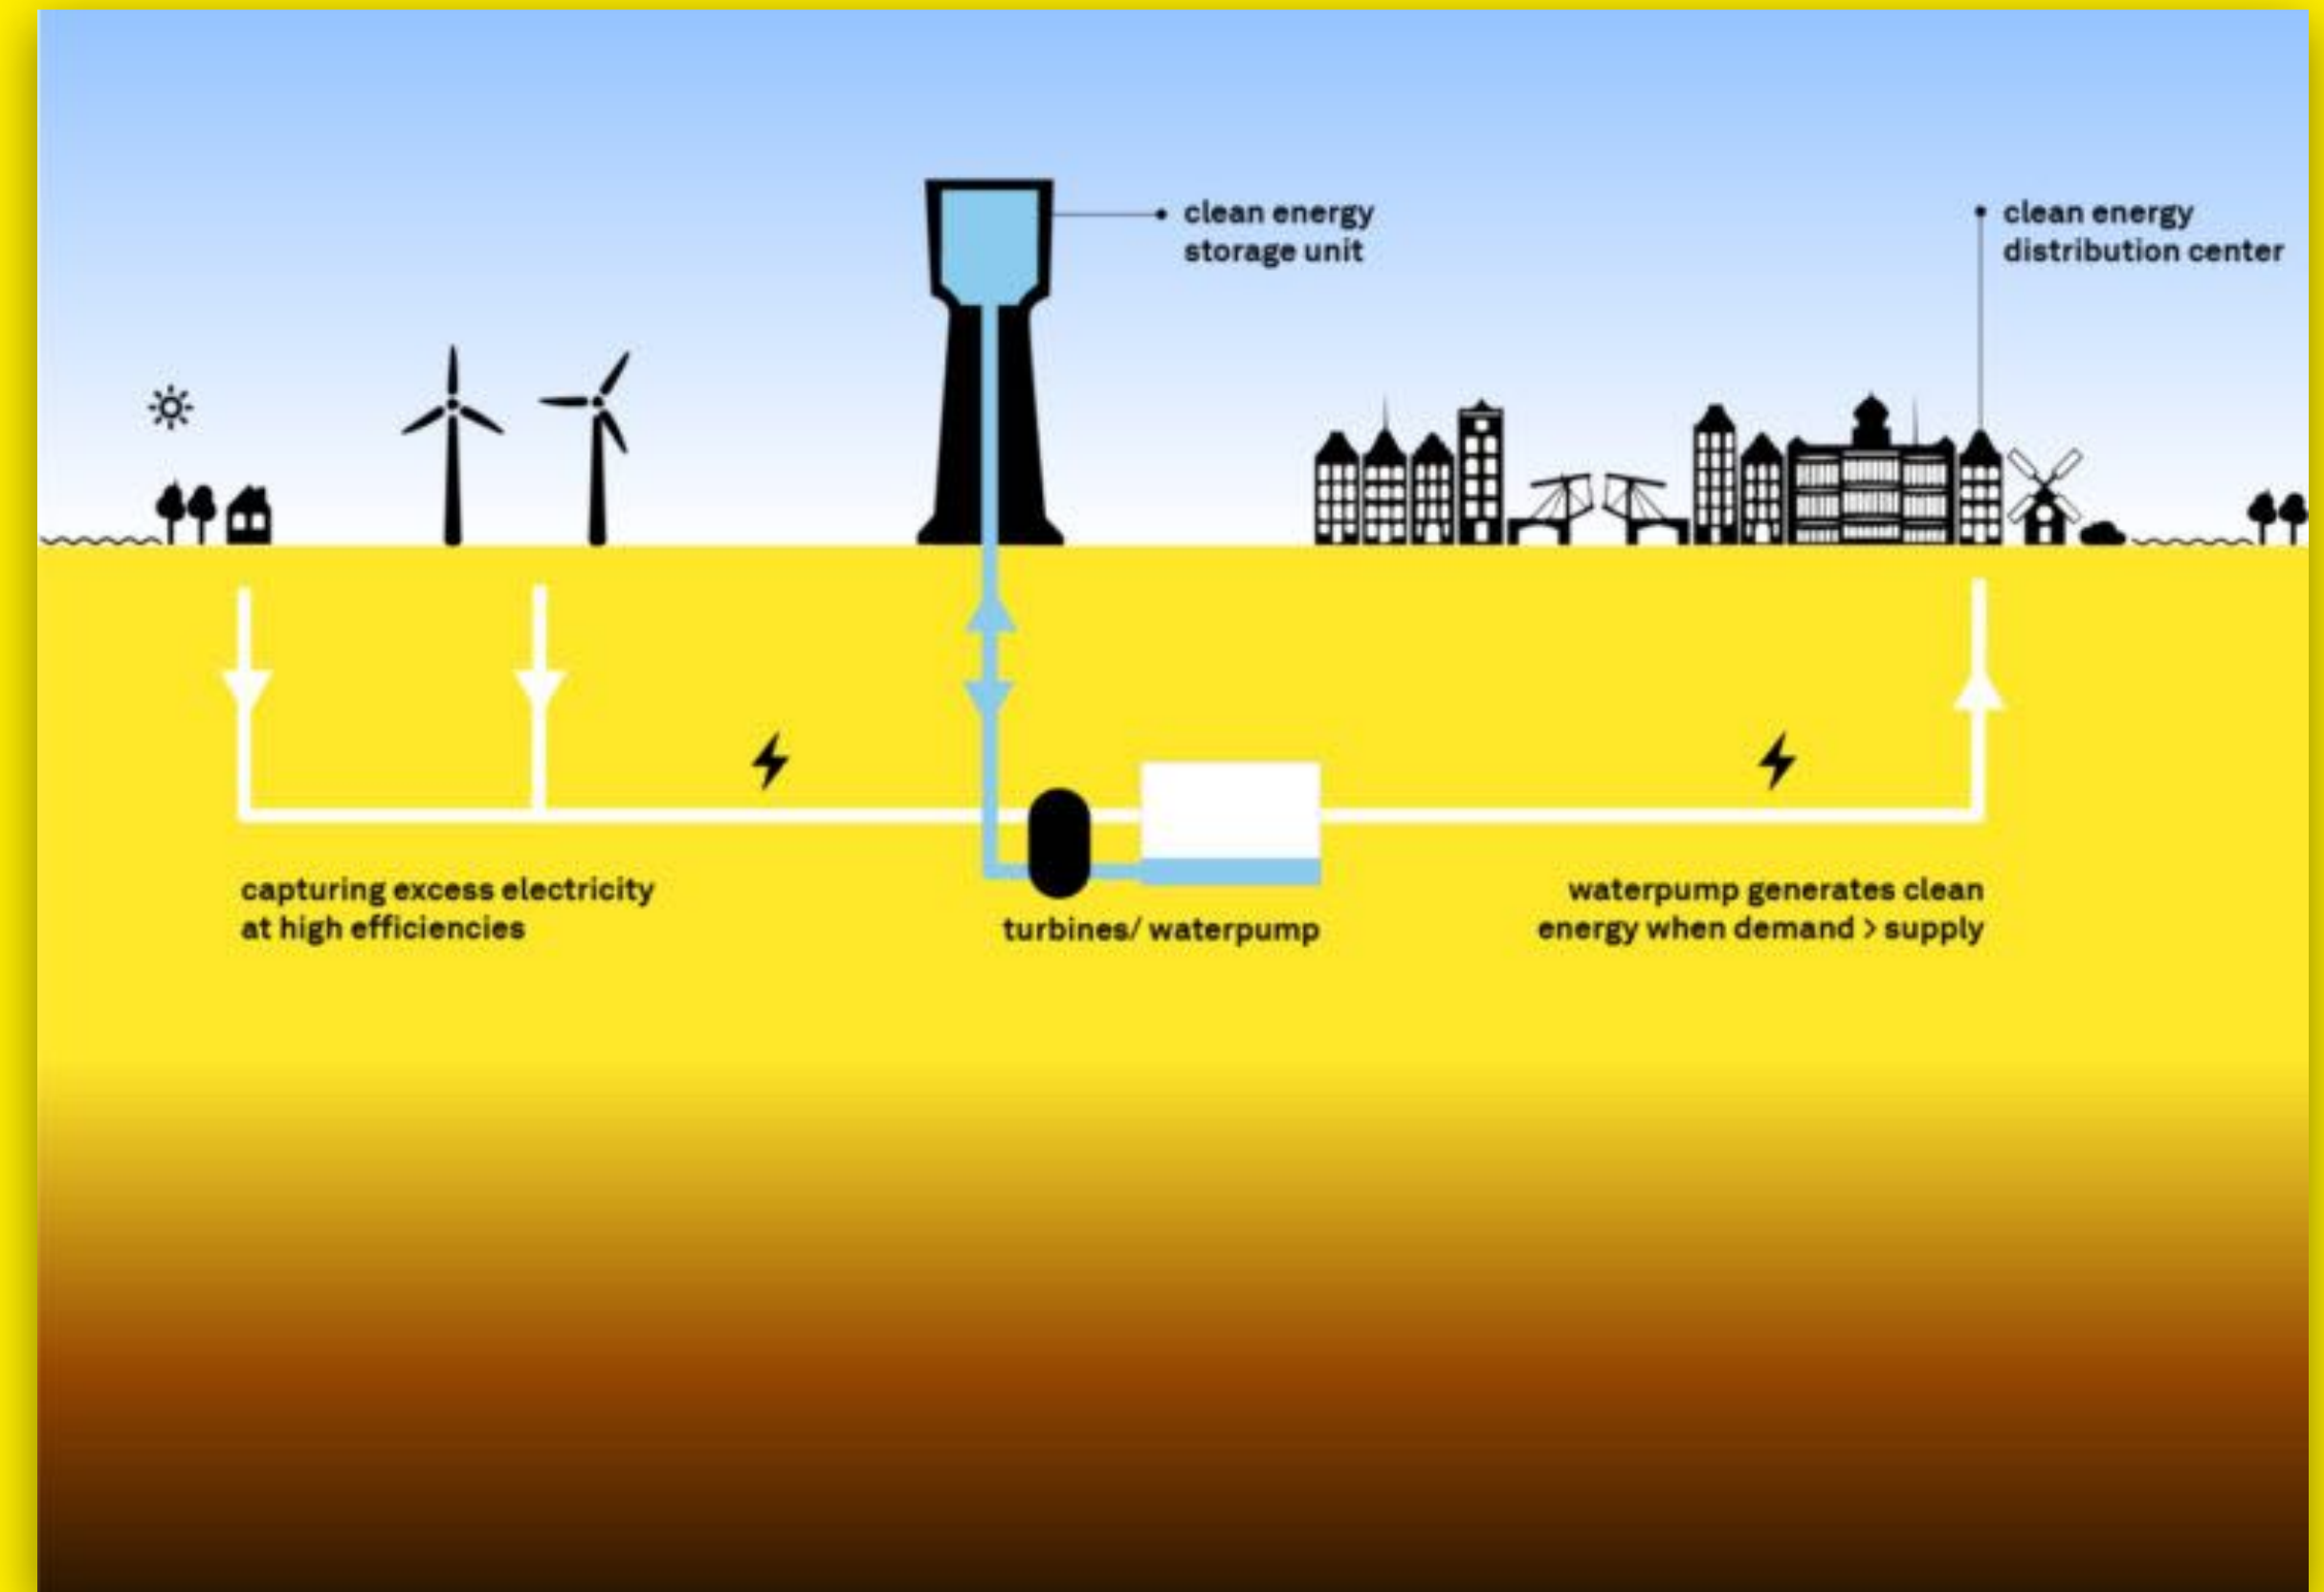 clean energy
storage unit
clean energy
distribution center
capturing excess electricity
at high efficiencies
turbines/ waterpump
waterpump generates clean
energy when demand > supply